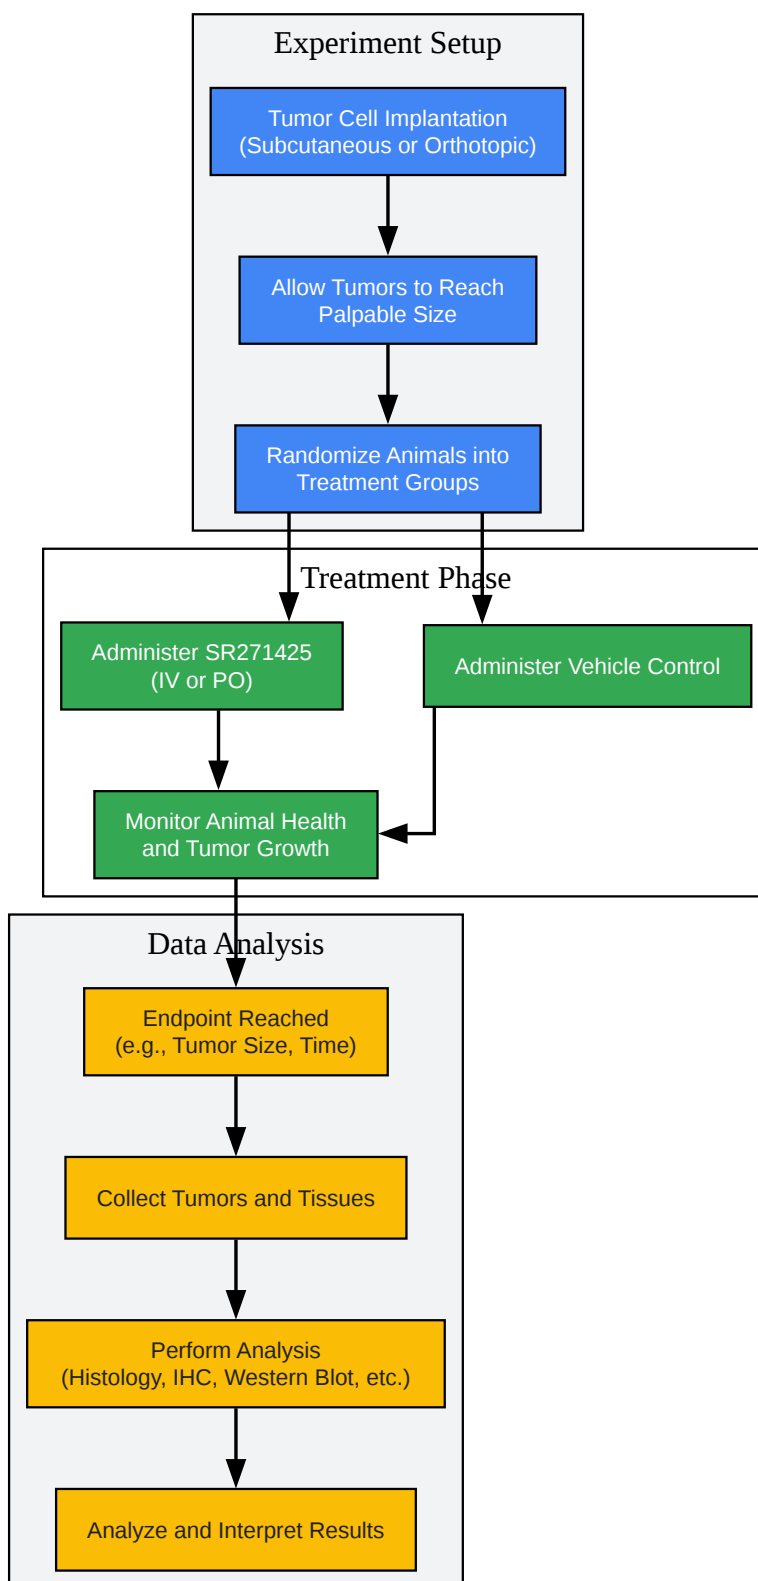 Experiment Setup
Tumor Cell Implantation
(Subcutaneous or Orthotopic)
Allow Tumors to Reach
Palpable Size
Randomize Animals into
Treatment Groups
Treatment Phase
Administer SR271425
(IV or PO)
Administer Vehicle Control
Monitor Animal Health
and Tumor Growth
Data Analysis
Endpoint Reached
(e.g., Tumor Size, Time)
Collect Tumors and Tissues
Perform Analysis
(Histology, IHC, Western Blot, etc.)
Analyze and Interpret Results